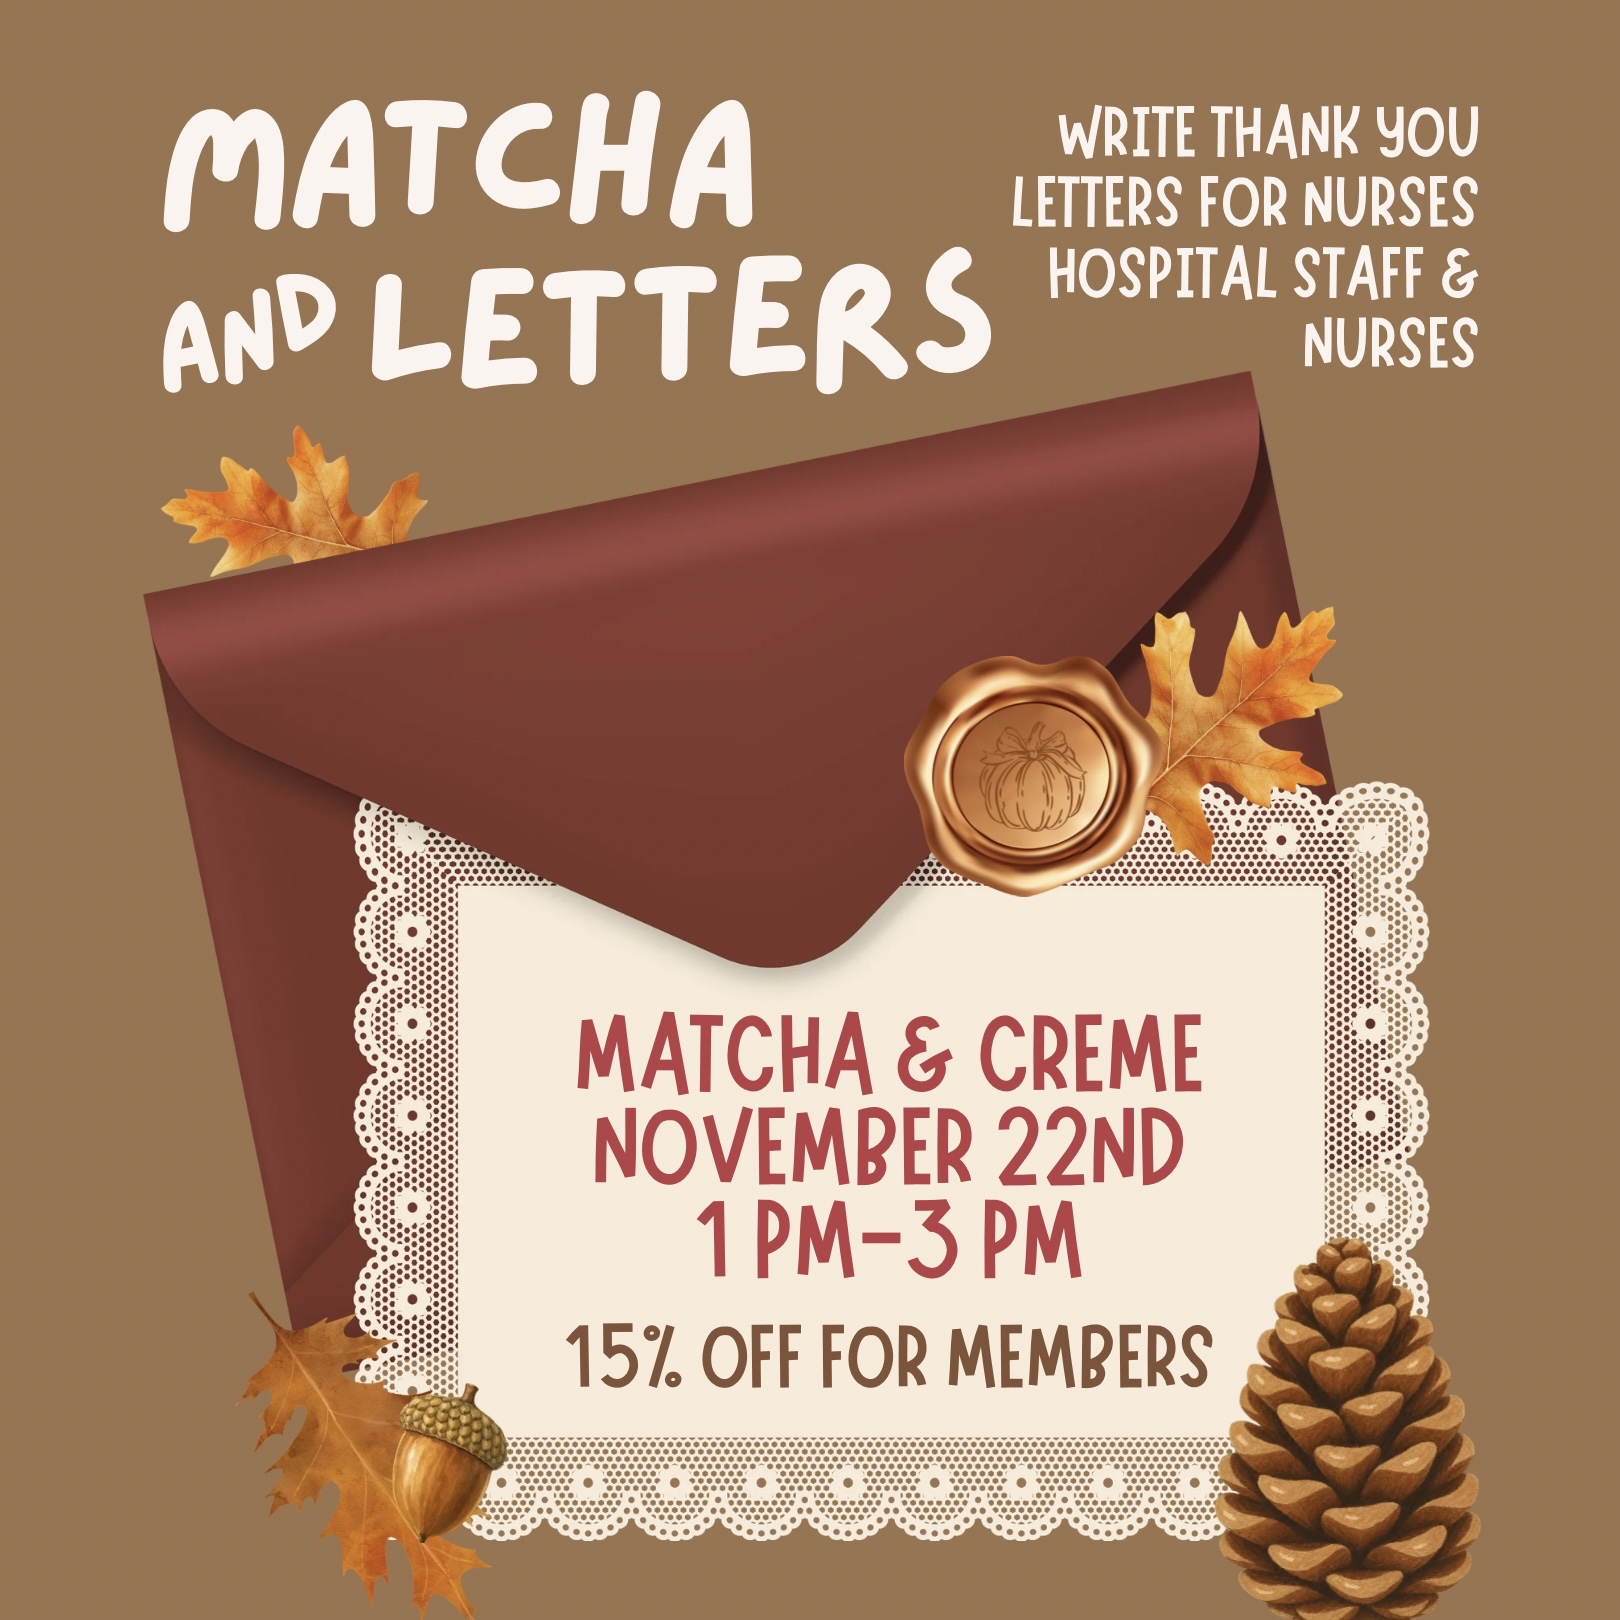 MATCHA
AND LETTERS
WRITE THANK YOU
LETTERS FOR NURSES
HOSPITAL STAFF &
NURSES
MATCHA & CREME
NOVEMBER 22ND
1 PM-3 PM
15% OFF FOR MEMBERS